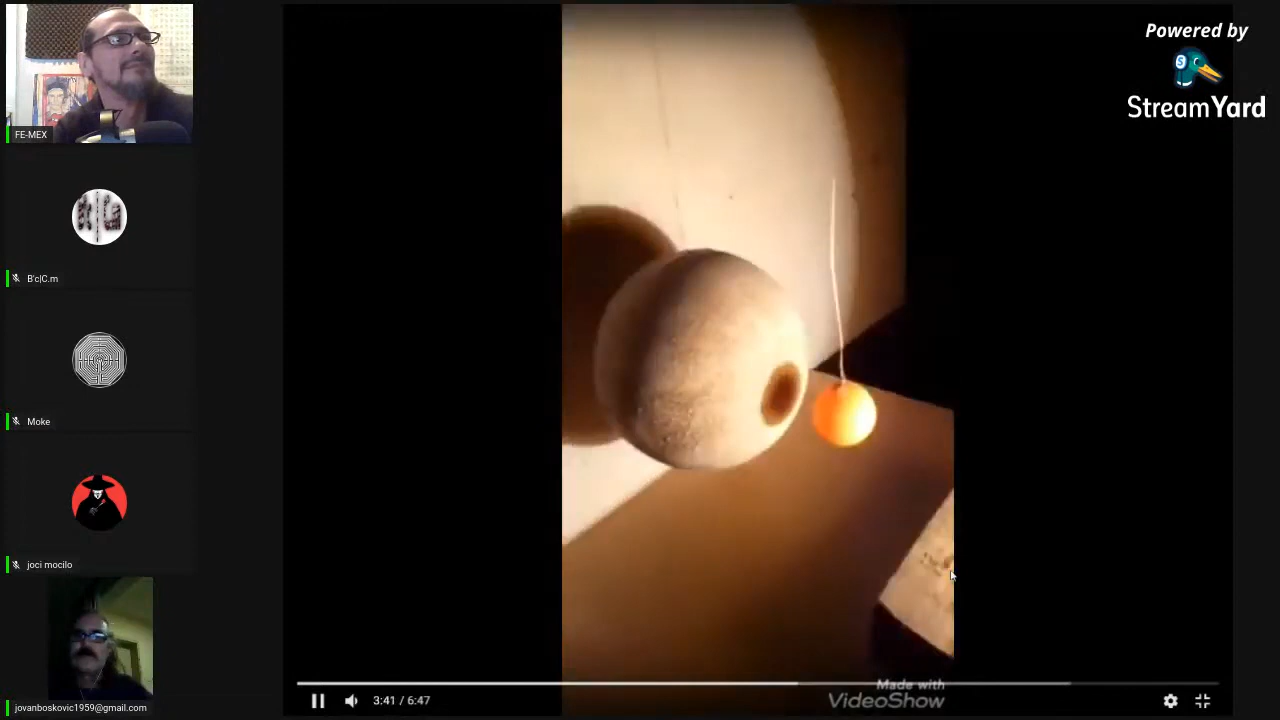 Powered by
StreamYard
FE-MEX
B'c|C.m
Moke
joci mocilo
jovanboskovic1959@gmail.com
3:41 / 6:47
Made with
VideoShow